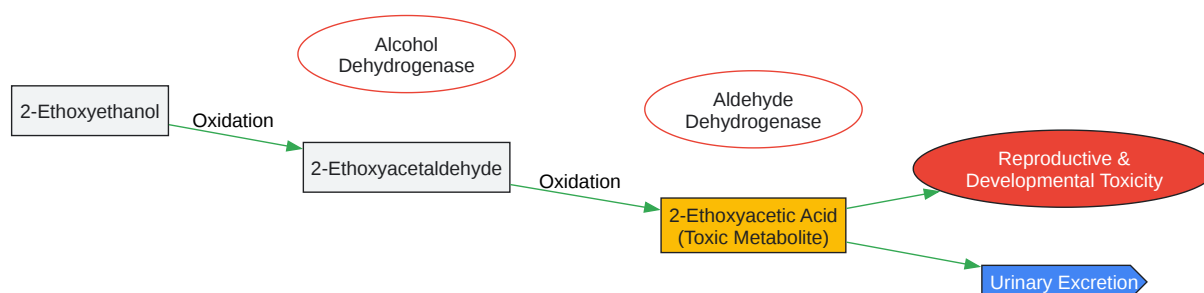 Alcohol
Dehydrogenase
2-Ethoxyethanol
Oxidation
Aldehyde
Dehydrogenase
2-Ethoxyacetaldehyde
Oxidation
Reproductive &
Developmental Toxicity
2-Ethoxyacetic Acid
(Toxic Metabolite)
Urinary Excretion